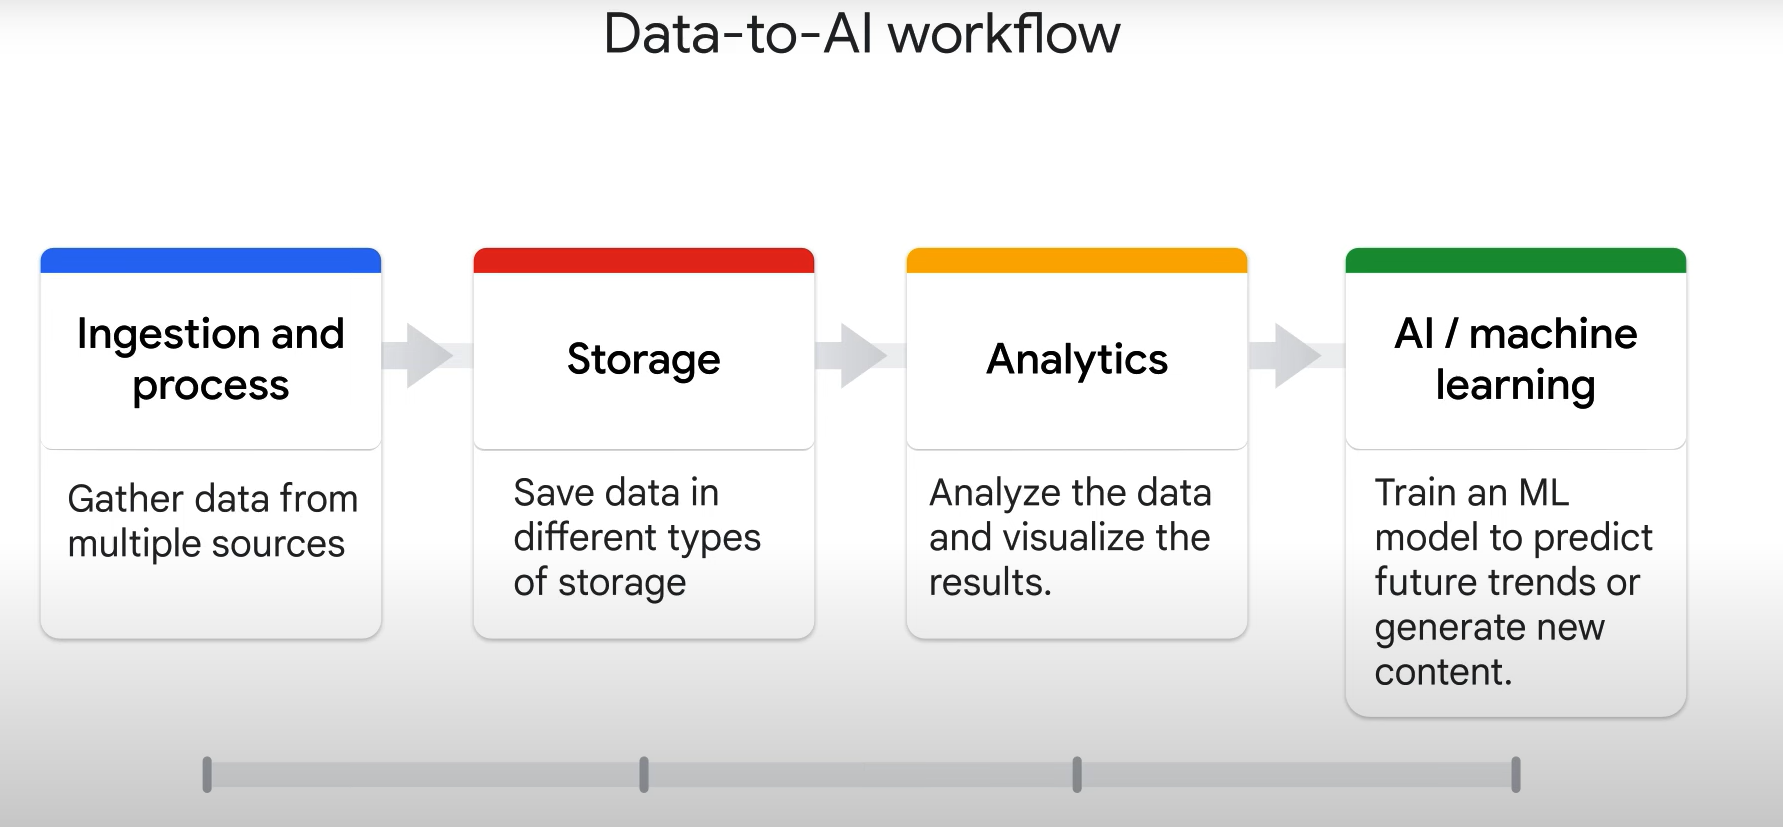 Data-to-AI workflow
Ingestion and
process
Gather data from
multiple sources
Storage
Save data in
different types
of storage
Analytics
Analyze the data
and visualize the
results.
AI / machine
learning
Train an ML
model to predict
future trends or
generate new
content.